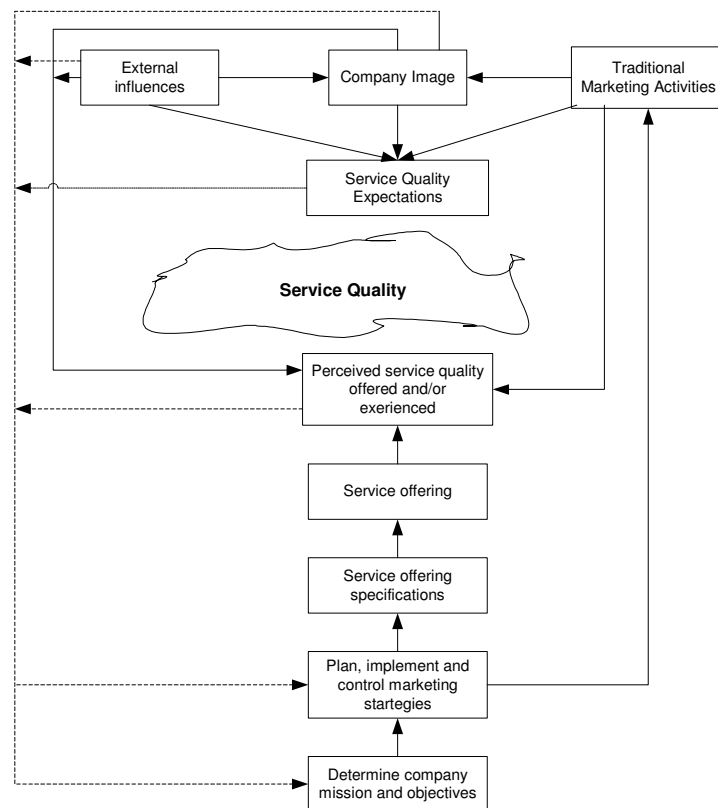 External
influences
Company Image
Traditional
Marketing Activities
Service Quality
Expectations
Service Quality
Perceived service quality
offered and/or
exerienced
Service offering
Service offering
specifications
Plan, implement and
control marketing
startegies
Determine company
mission and objectives